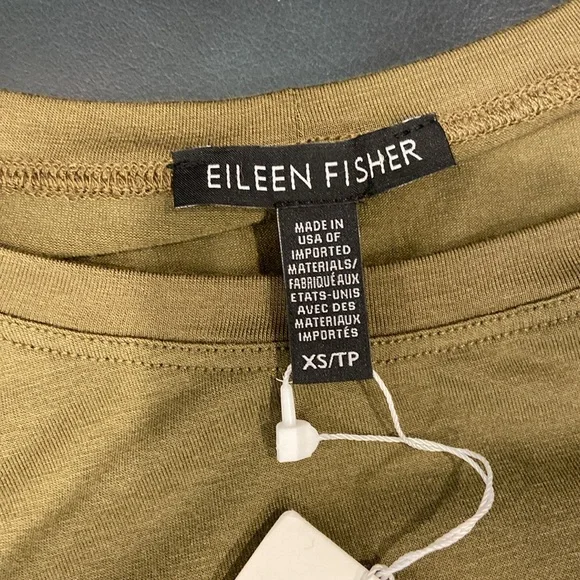 EILEEN FISHER
MADE IN
USA OF
IMPORTED
MATERIALS/
FABRIQUÉ AUX
ETATS-UNIS
AVEC DES
MATERIAUX
IMPORTÉS
XS/TP